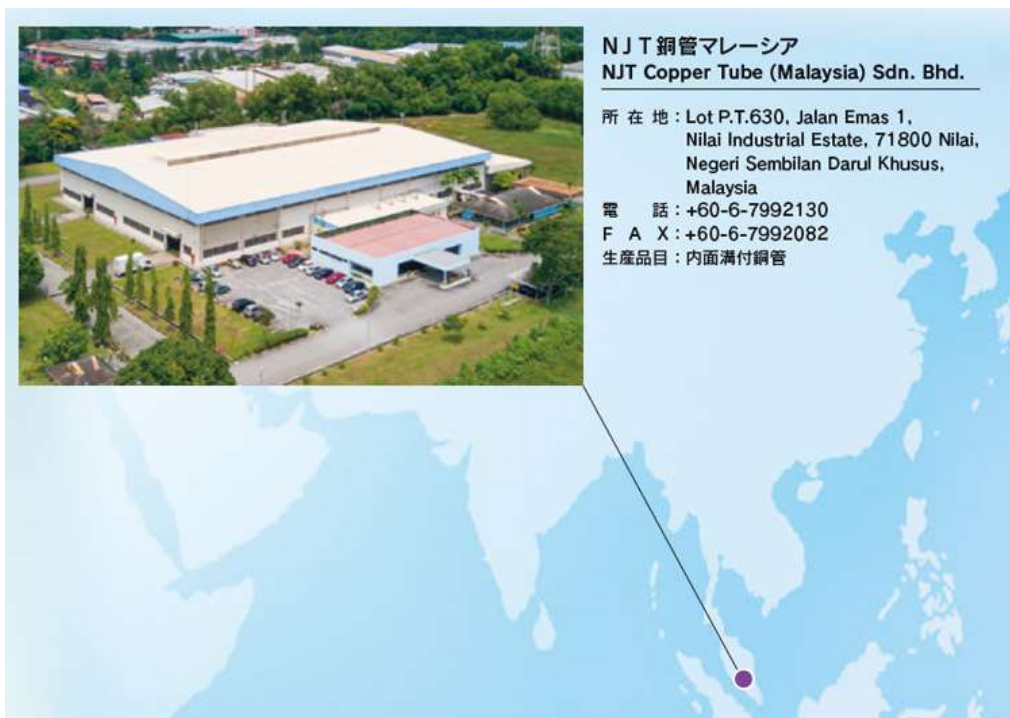 NJT銅管マレーシア
NJT Copper Tube (Malaysia) Sdn. Bhd.
所在地：Lot P.T.630, Jalan Emas 1,
Nilai Industrial Estate, 71800 Nilai,
Negeri Sembilan Darul Khusus,
Malaysia
電話：+60-6-7992130
FAX：+60-6-7992082
生産品目：内面溝付銅管